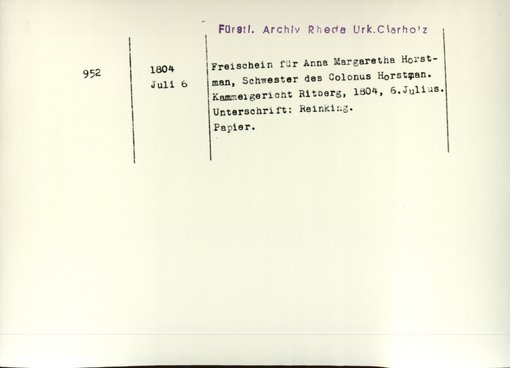 Fürstl. Archiv Rheda Urk.Clarholz
952
1804
Juli 6
Freischein für Anna Margaretha Horst-
man, Schwester des Colonus Horstman.
Kammergericht Ritberg, 1804, 6.Julius.
Unterschrift: Reinking.
Papier.